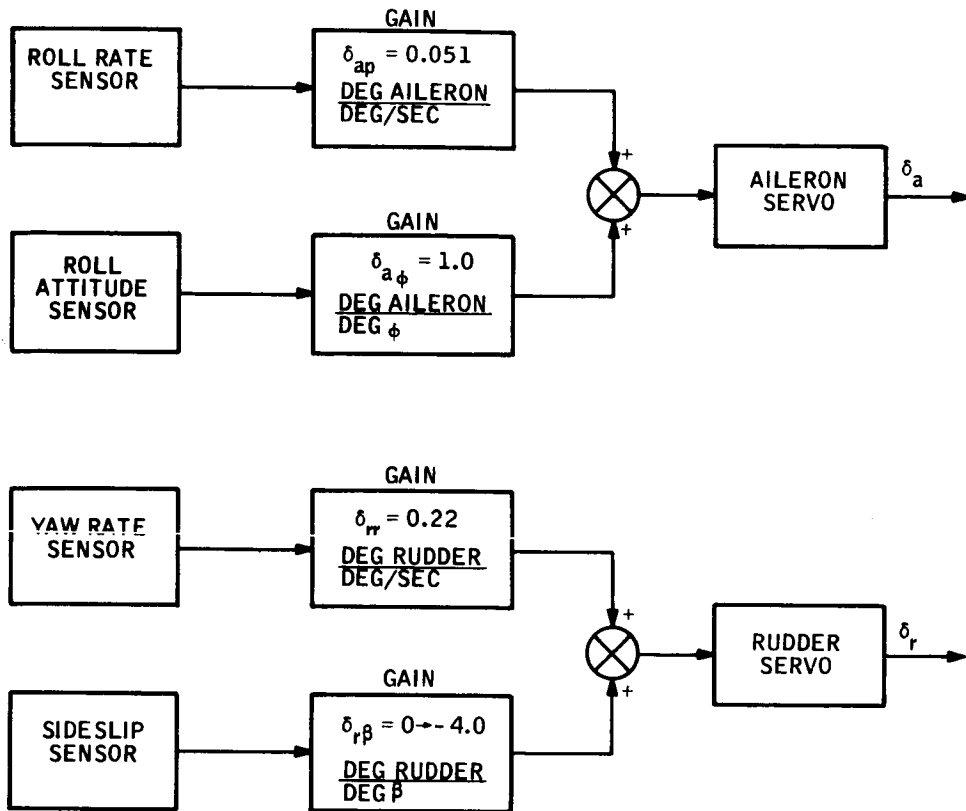 GAIN
ROLL RATE
SENSOR
δap = 0.051
DEG AILERON
DEG/SEC
+
AILERON
SERVO
δa
+
GAIN
ROLL
ATTITUDE
SENSOR
δaϕ = 1.0
DEG AILERON
DEG ϕ
GAIN
YAW RATE
SENSOR
δrr = 0.22
DEG RUDDER
DEG/SEC
+
RUDDER
SERVO
δr
+
GAIN
SIDESLIP
SENSOR
δrβ = 0→-4.0
DEG RUDDER
DEG β